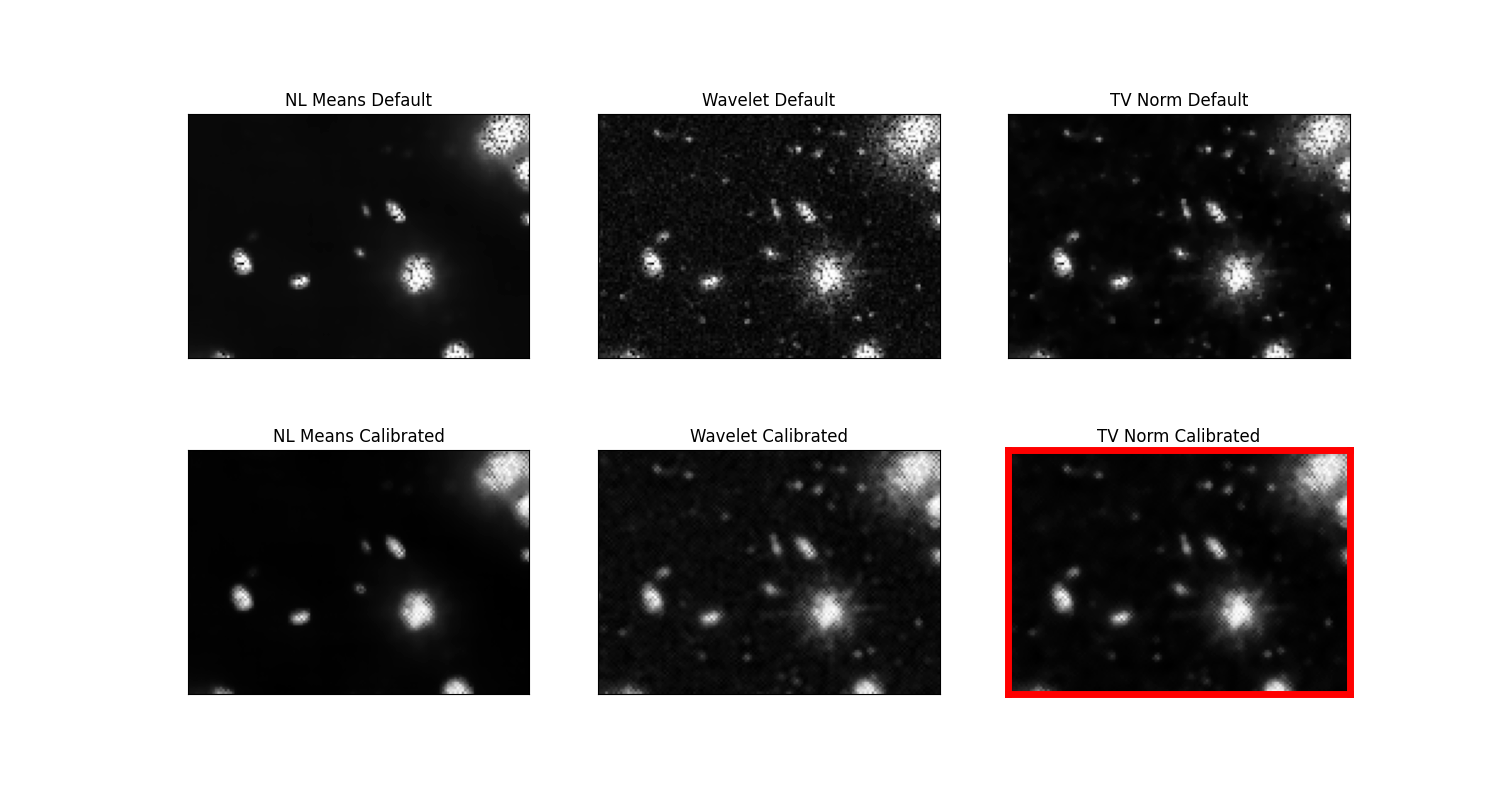 NL Means Default
Wavelet Default
TV Norm Default
NL Means Calibrated
Wavelet Calibrated
TV Norm Calibrated